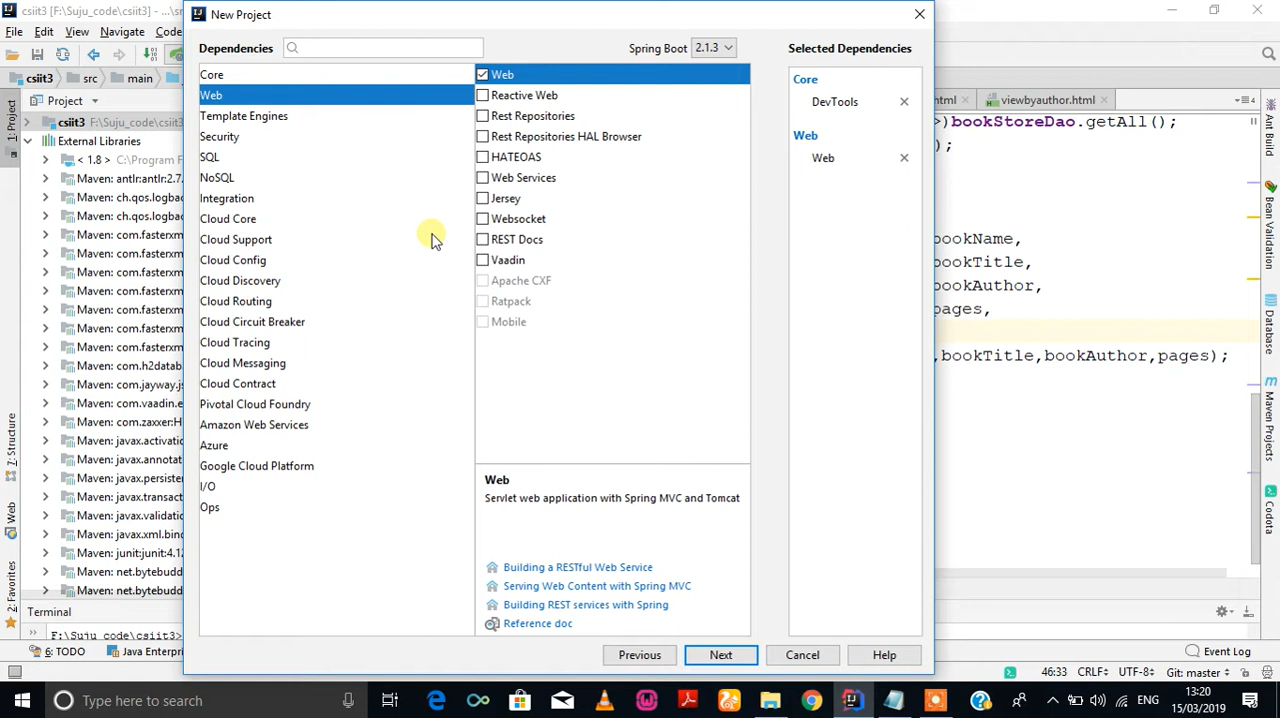 csiit3 [F:\Suju_code\csiit3] - ...\s
New Project
File Edit View Navigate Code
csiit3 src main
Project
csiit3 F:\Suju_code\csiit3
External Libraries
< 1.8 > C:\Program F
Maven: antlr:antlr:2.7
Maven: ch.qos.logbac
Maven: ch.qos.logbac
Maven: com.fasterxm
Maven: com.fasterxm
Maven: com.fasterxm
Maven: com.fasterxm
Maven: com.fasterxm
Maven: com.fasterxm
Maven: com.h2datab
Maven: com.jayway.js
Maven: com.vaadin.e
Maven: com.zaxxer:H
Maven: javax.activati
Maven: javax.annotat
Maven: javax.persiste
Maven: javax.transac
Maven: javax.validati
Maven: javax.xml.bin
Maven: junit:junit:4.12
Maven: net.bytebudd
Maven: net.bytebudd
1: Project
7: Structure
Web
2: Favorites
Terminal
F:\Suju_code\csiit3>
6: TODO Java Enterpri
Dependencies
Spring Boot 2.1.3
Selected Dependencies
Core
Web
Template Engines
Security
SQL
NoSQL
Integration
Cloud Core
Cloud Support
Cloud Config
Cloud Discovery
Cloud Routing
Cloud Circuit Breaker
Cloud Tracing
Cloud Messaging
Cloud Contract
Pivotal Cloud Foundry
Amazon Web Services
Azure
Google Cloud Platform
I/O
Ops
Web
Reactive Web
Rest Repositories
Rest Repositories HAL Browser
HATEOAS
Web Services
Jersey
Websocket
REST Docs
Vaadin
Apache CXF
Ratpack
Mobile
Web
Servlet web application with Spring MVC and Tomcat
Building a RESTful Web Service
Serving Web Content with Spring MVC
Building REST services with Spring
Reference doc
Core
DevTools
Web
Web
Previous Next Cancel Help
html viewbyauthor.html
>)bookStoreDao.getAll();
);
bookName,
bookTitle,
bookAuthor,
pages,
,bookTitle,bookAuthor,pages);
Ant Build
Bean Validation
Database
Maven Projects
Cloud
Event Log
46:33 CRLF÷ UTF-8÷ Git: master÷
Type here to search
ENG
13:20
15/03/2019